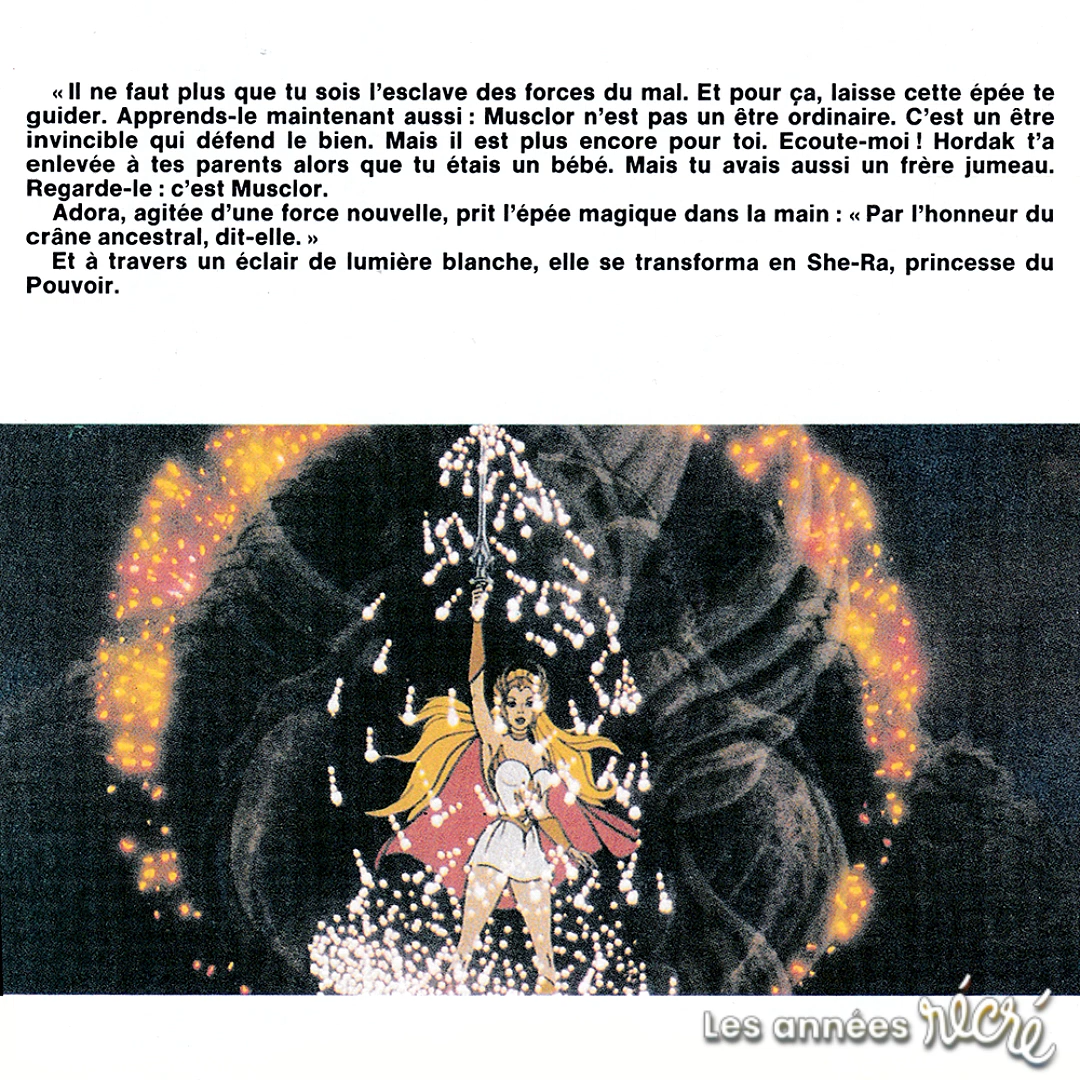 « Il ne faut plus que tu sois l'esclave des forces du mal. Et pour ça, laisse cette épée te
guider. Apprends-le maintenant aussi : Musclor n'est pas un être ordinaire. C'est un être
invincible qui défend le bien. Mais il est plus encore pour toi. Ecoute-moi ! Hordak t'a
enlevée à tes parents alors que tu étais un bébé. Mais tu avais aussi un frère jumeau.
Regarde-le : c'est Musclor.
Adora, agitée d'une force nouvelle, prit l'épée magique dans la main : « Par l'honneur du
crâne ancestral, dit-elle. »
Et à travers un éclair de lumière blanche, elle se transforma en She-Ra, princesse du
Pouvoir.
Les années récré